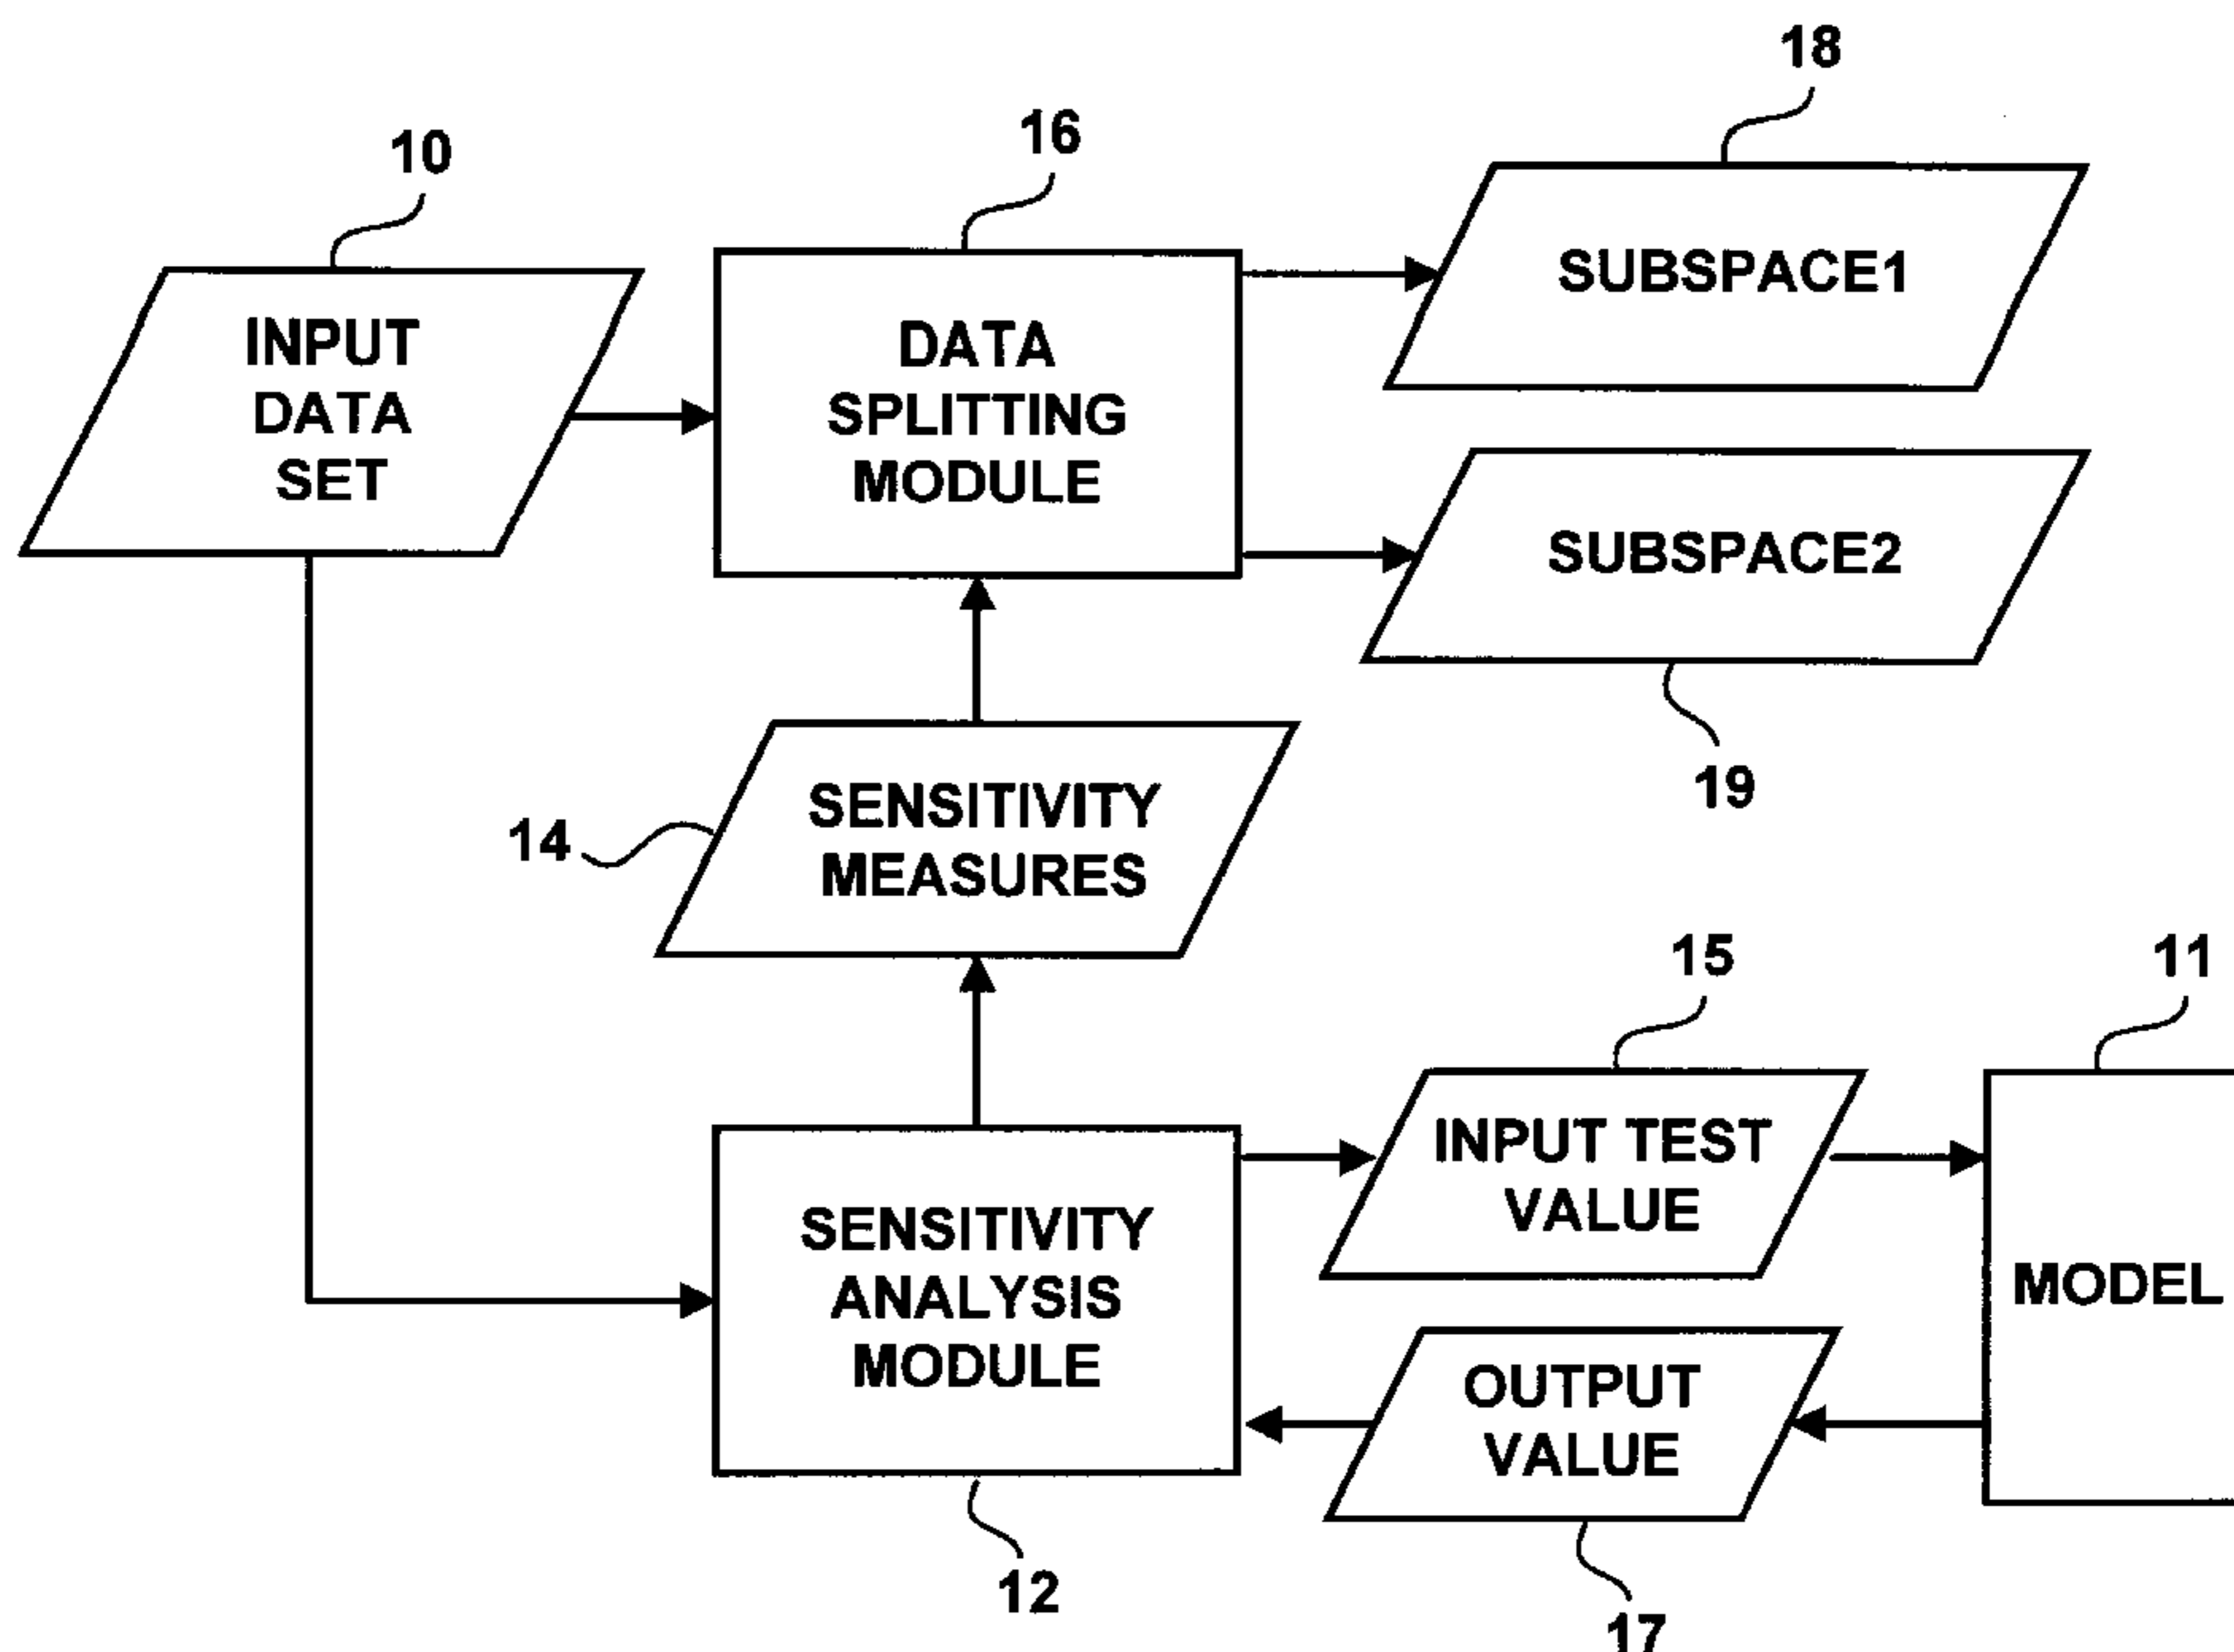 18
16
10
SUBSPACE1
INPUT
DATA
SET
DATA
SPLITTING
MODULE
SUBSPACE2
19
14
SENSITIVITY
MEASURES
15
11
INPUT TEST
VALUE
SENSITIVITY
ANALYSIS
MODULE
MODEL
OUTPUT
VALUE
12
17